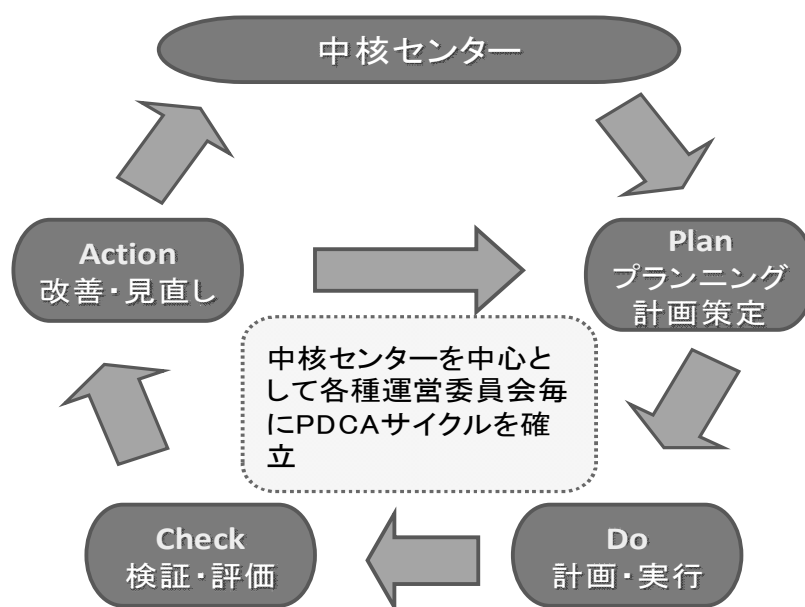 中核センター
Action
改善・見直し
Plan
プランニング
計画策定
中核センターを中心と
して各種運営委員会毎
にPDCAサイクルを確
立
Check
検証・評価
Do
計画・実行